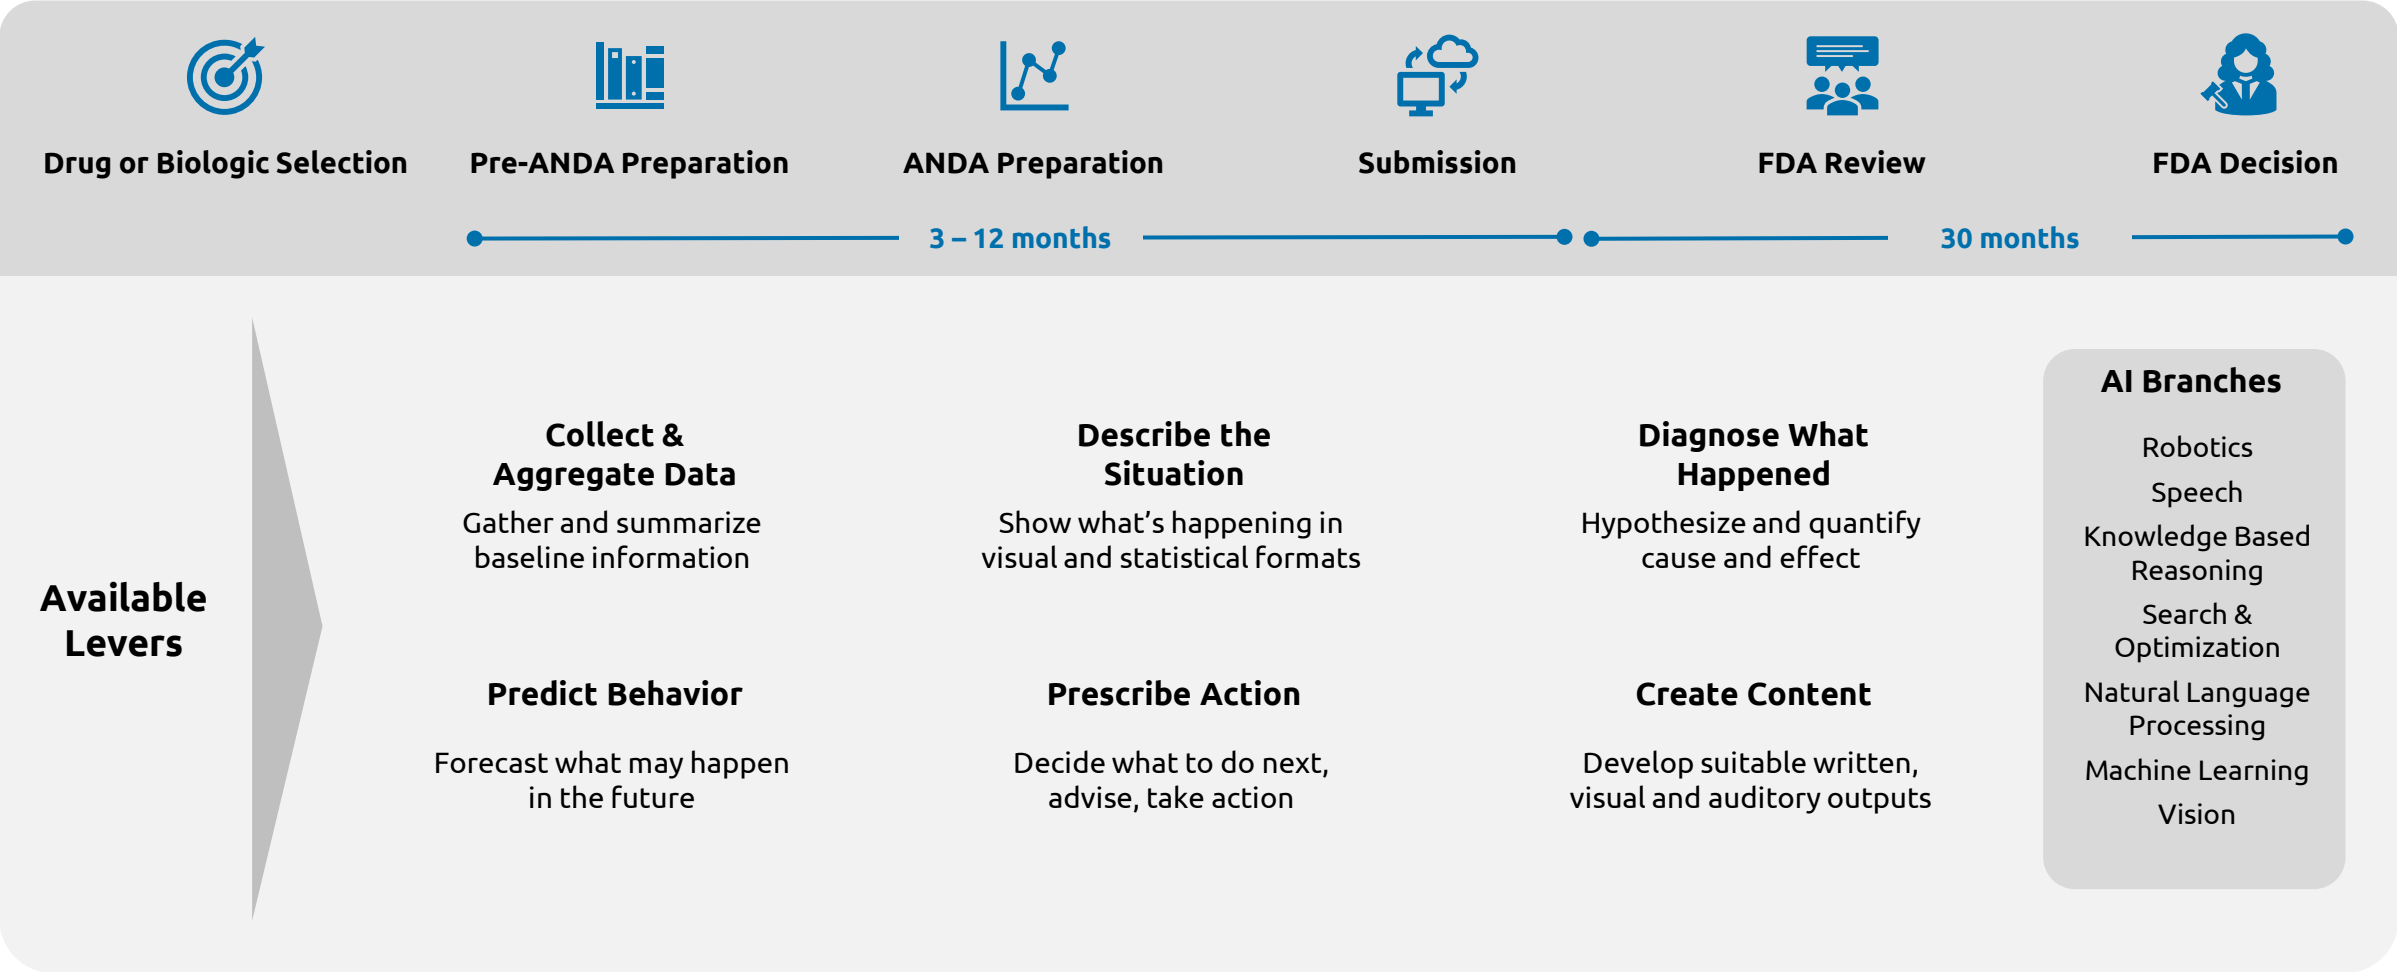 Drug or Biologic Selection
Pre-ANDA Preparation
ANDA Preparation
Submission
FDA Review
FDA Decision
3 – 12 months
30 months
Available
Levers
Collect &
Aggregate Data
Gather and summarize
baseline information
Describe the
Situation
Show what’s happening in
visual and statistical formats
Diagnose What
Happened
Hypothesize and quantify
cause and effect
Predict Behavior
Forecast what may happen
in the future
Prescribe Action
Decide what to do next,
advise, take action
Create Content
Develop suitable written,
visual and auditory outputs
AI Branches
Robotics
Speech
Knowledge Based
Reasoning
Search &
Optimization
Natural Language
Processing
Machine Learning
Vision